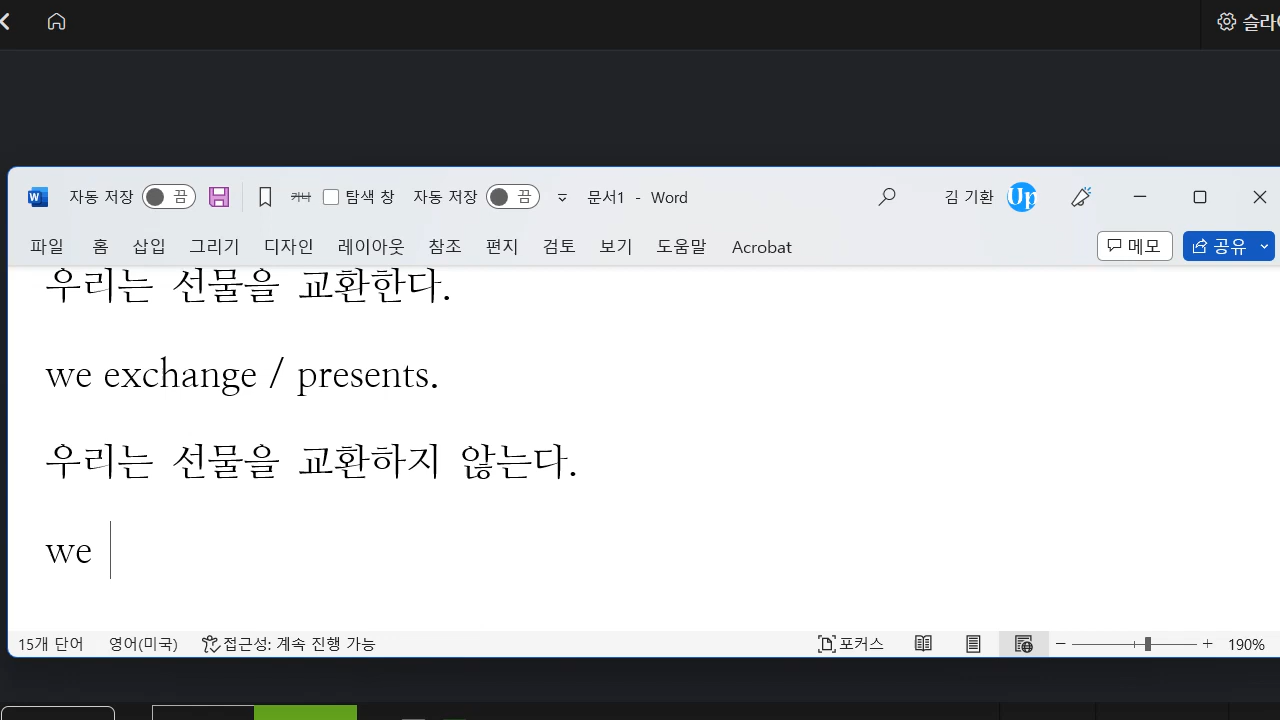 슬라이
자동 저장 끔 가나 탐색 창 자동 저장 끔 문서1 - Word 김 기환 Up
파일 홈 삽입 그리기 디자인 레이아웃 참조 편지 검토 보기 도움말 Acrobat 메모 공유
우리는 선물을 교환한다.
we exchange / presents.
우리는 선물을 교환하지 않는다.
we
15개 단어 영어(미국) 접근성: 계속 진행 가능 포커스 190%